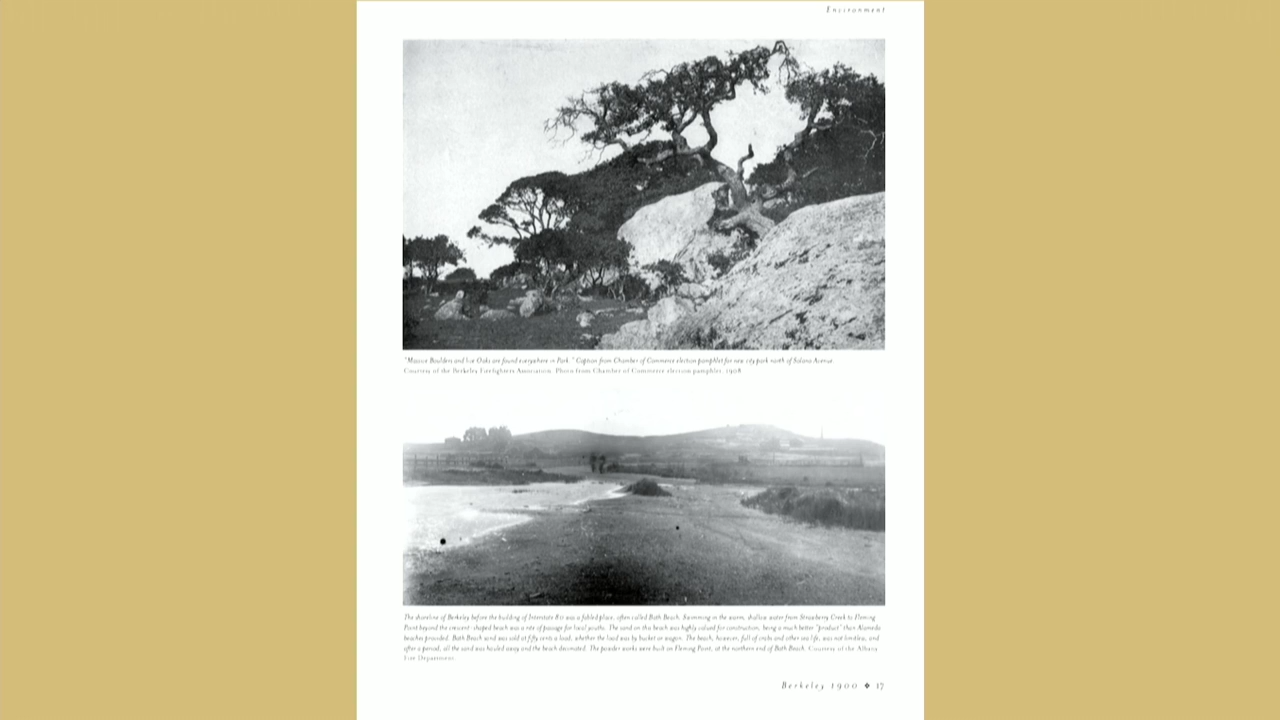 Environment
"Massive Boulders and live Oaks are found everywhere in Park." Caption from Chamber of Commerce election pamphlet for new city park north of Solano Avenue.
Courtesy of the Berkeley Firefighters Association. Photo from Chamber of Commerce election pamphlet, 1908.
The shoreline of Berkeley before the building of Interstate 80 was a fabled place, often called Bath Beach. Swimming in the warm, shallow water from Strawberry Creek to Fleming
Point beyond the crescent-shaped beach was a rite of passage for local youths. The sand on this beach was highly valued for construction, being a much better "product" than Alameda
beaches provided. Bath Beach sand was sold at fifty cents a load, whether the load was by bucket or wagon. The beach, however, full of crabs and other sea life, was not limitless, and
after a period, all the sand was hauled away and the beach decimated. The powder works were built on Fleming Point, at the northern end of Bath Beach. Courtesy of the Albany
Fire Department.
Berkeley 1900 ❖ 17